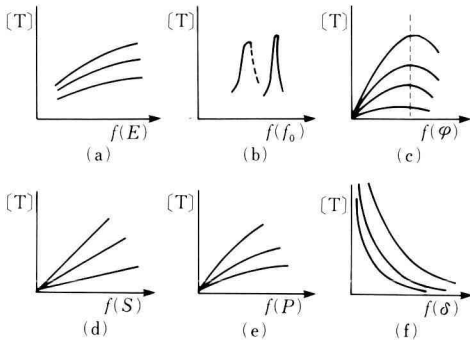 [T] [T] [T]
f(E) f(f₀) f(φ)
(a) (b) (c)
[T] [T] [T]
f(S) f(P) f(δ)
(d) (e) (f)